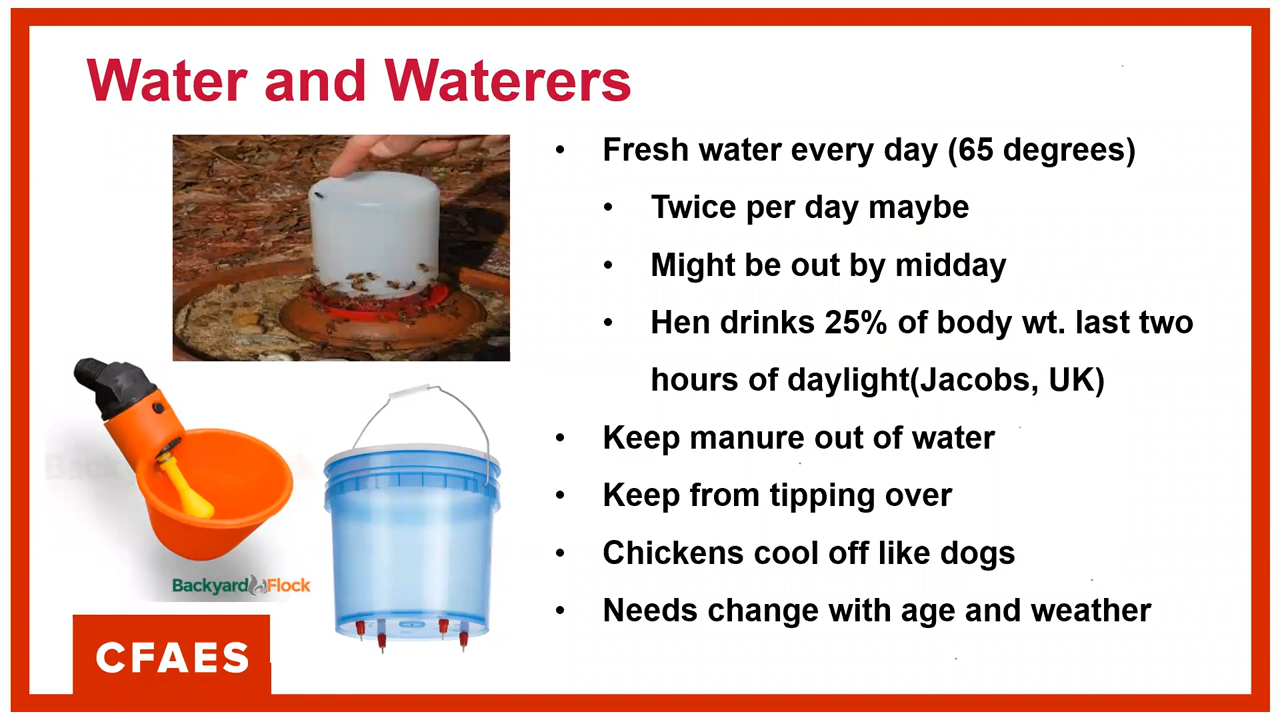 Water and Waterers
• Fresh water every day (65 degrees)
• Twice per day maybe
• Might be out by midday
• Hen drinks 25% of body wt. last two
hours of daylight(Jacobs, UK)
• Keep manure out of water
• Keep from tipping over
• Chickens cool off like dogs
• Needs change with age and weather
Backyard Flock
CFAES